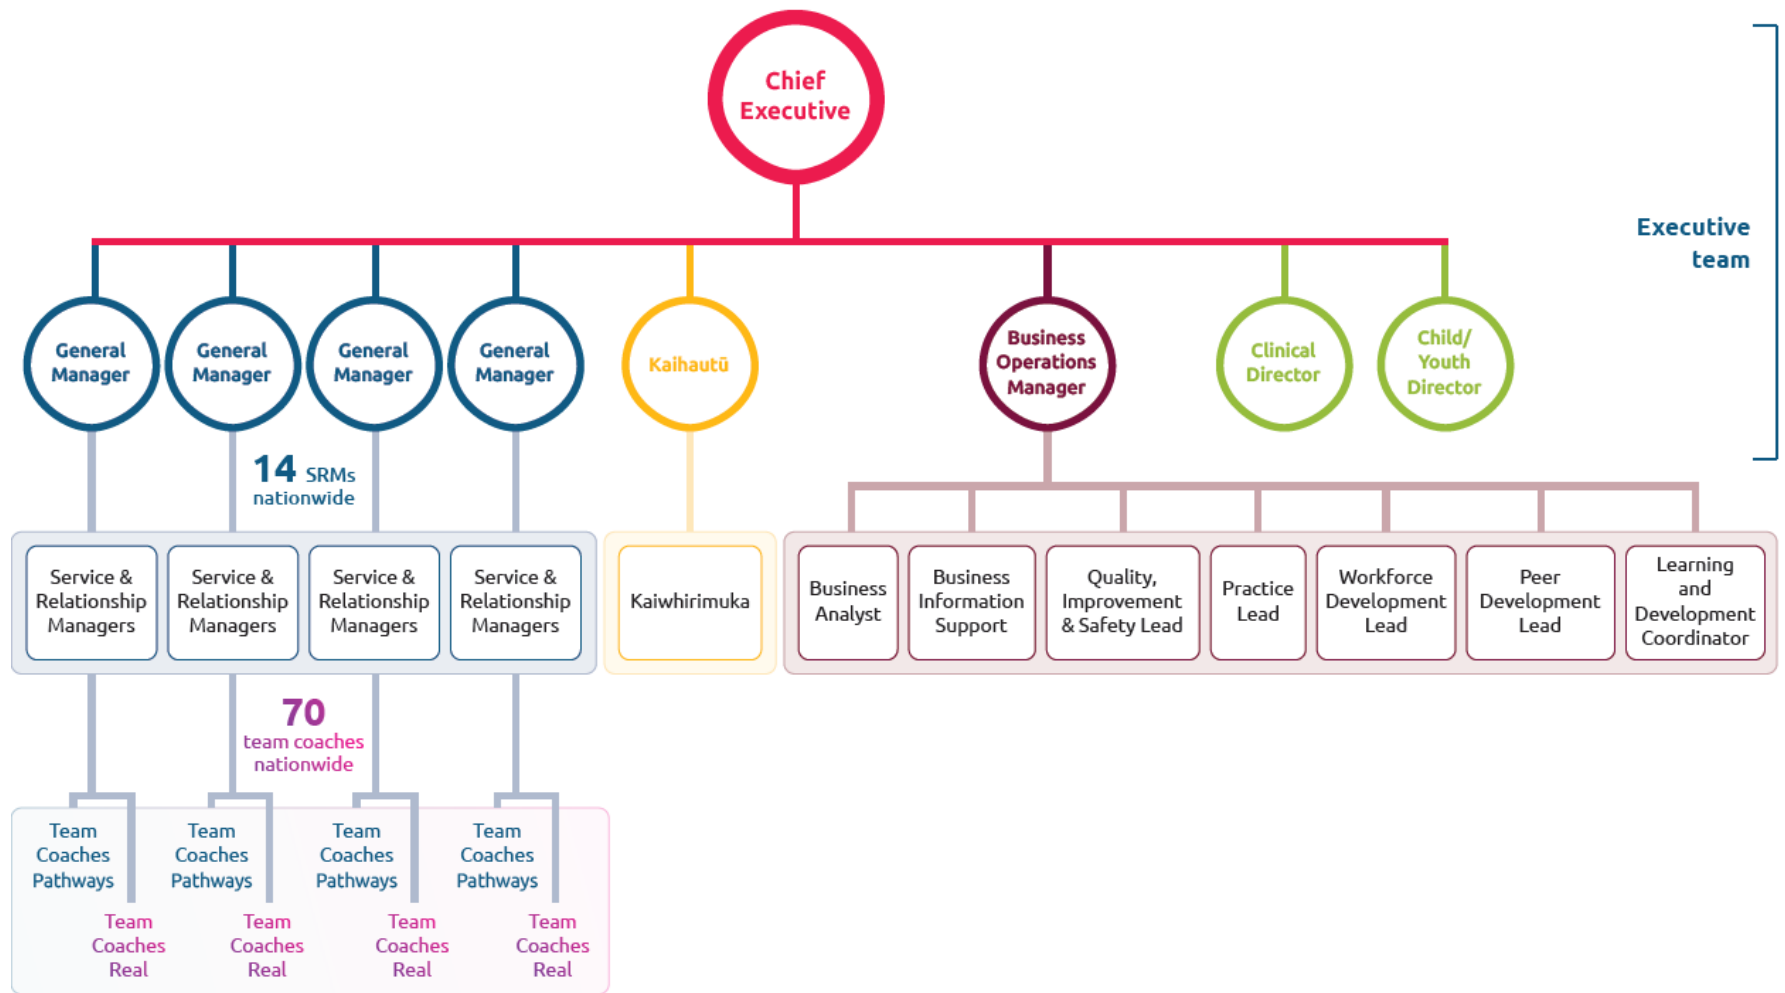 Chief
Executive
Executive
team
General
Manager
General
Manager
General
Manager
General
Manager
Kaihautū
Business
Operations
Manager
Clinical
Director
Child/
Youth
Director
14 SRMs
nationwide
Service &
Relationship
Managers
Service &
Relationship
Managers
Service &
Relationship
Managers
Service &
Relationship
Managers
Kaiwhirimuka
Business
Analyst
Business
Information
Support
Quality,
Improvement
& Safety Lead
Practice
Lead
Workforce
Development
Lead
Peer
Development
Lead
Learning
and
Development
Coordinator
70
team coaches
nationwide
Team
Coaches
Pathways
Team
Coaches
Pathways
Team
Coaches
Pathways
Team
Coaches
Pathways
Team
Coaches
Real
Team
Coaches
Real
Team
Coaches
Real
Team
Coaches
Real